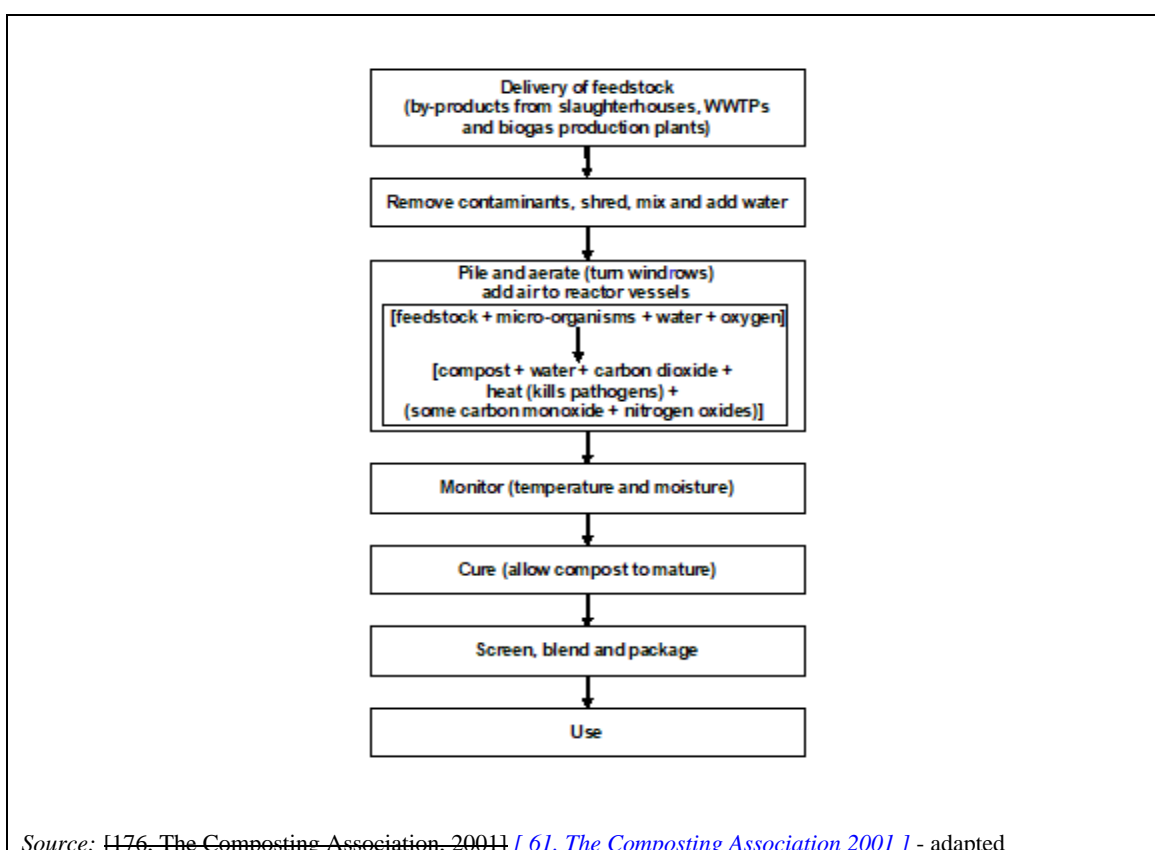 Delivery of feedstock
(by-products from slaughterhouses, WWTPs
and biogas production plants)
Remove contaminants, shred, mix and add water
Pile and aerate (turn windrows)
add air to reactor vessels
[feedstock + micro-organisms + water + oxygen]
[compost + water + carbon dioxide +
heat (kills pathogens) +
(some carbon monoxide + nitrogen oxides)]
Monitor (temperature and moisture)
Cure (allow compost to mature)
Screen, blend and package
Use
Source: [176, The Composting Association, 2001] [ 61, The Composting Association 2001 ] - adapted